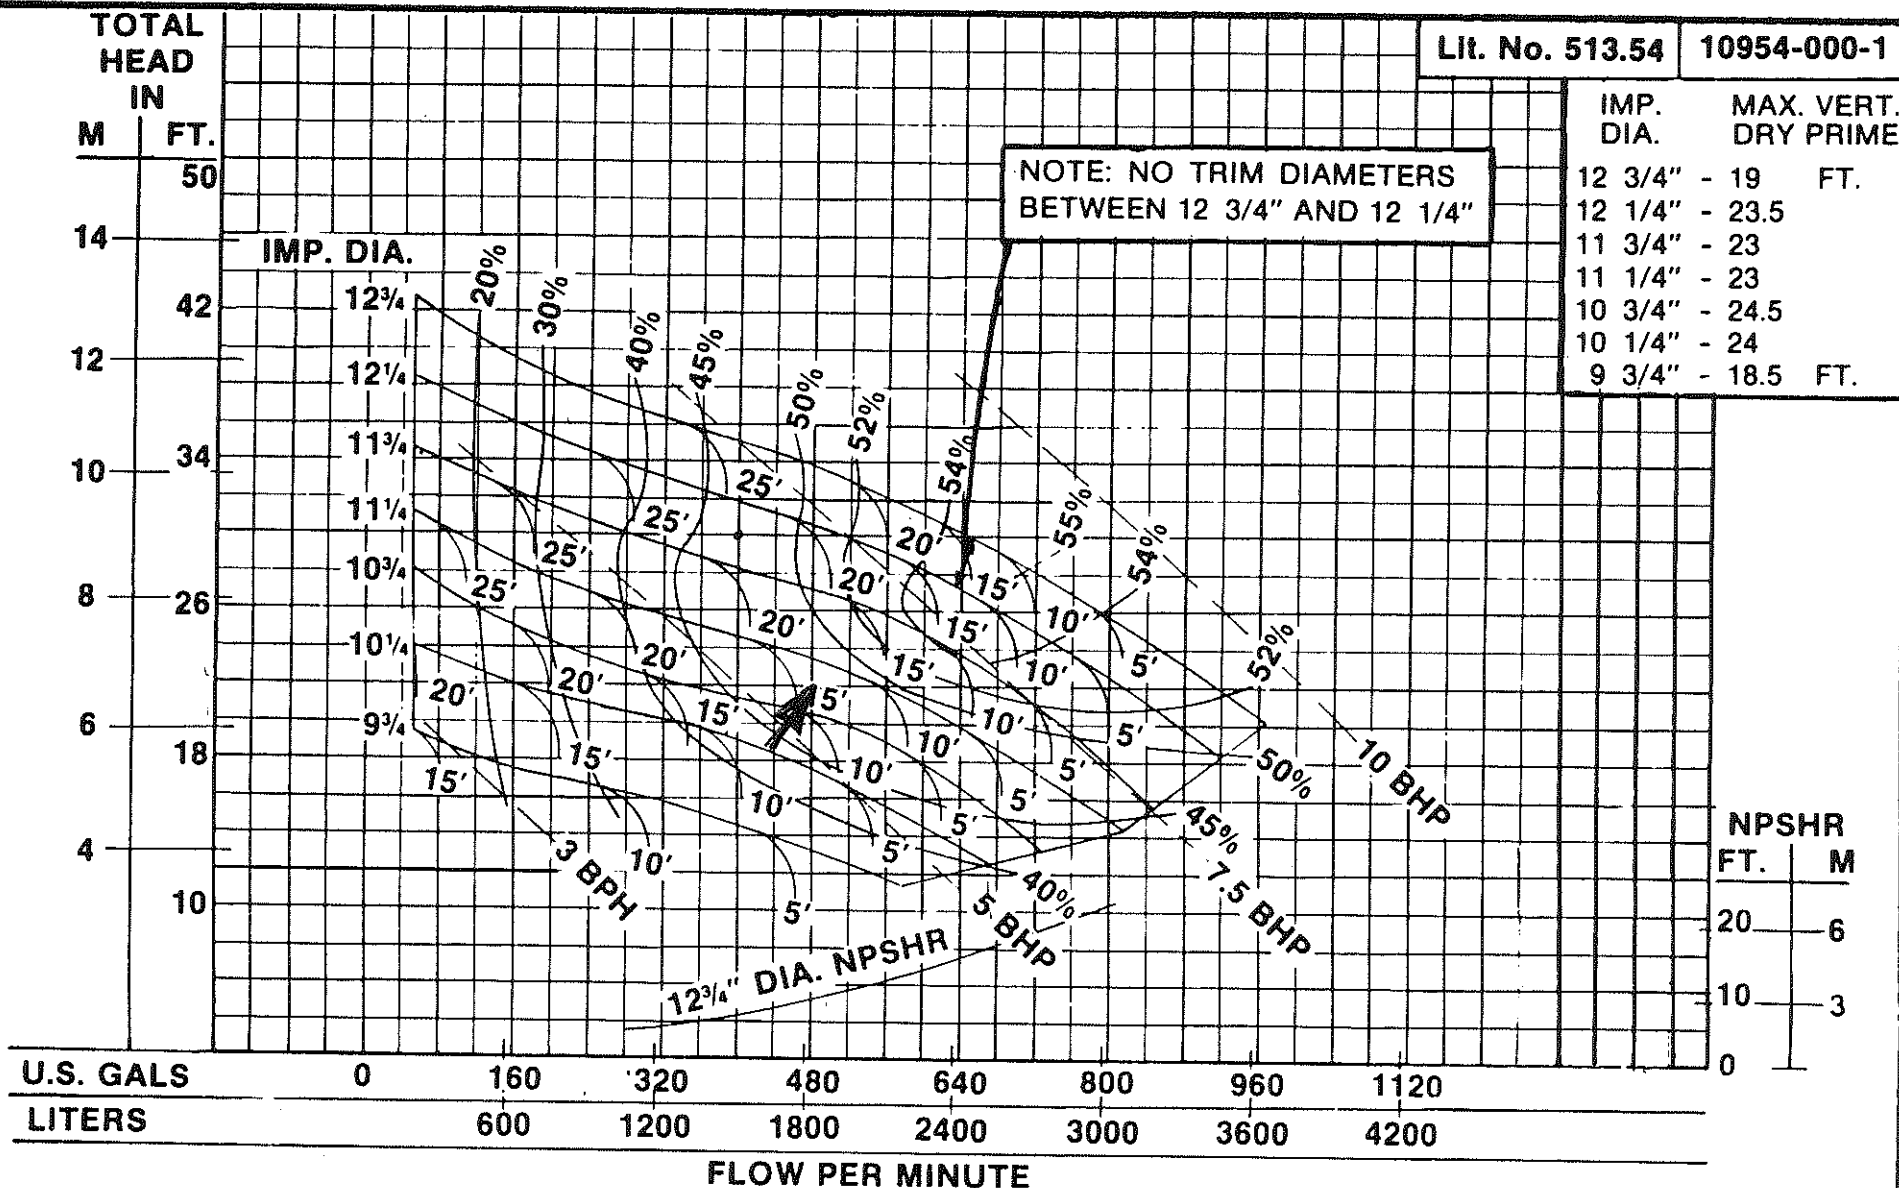 TOTAL
HEAD
IN
M FT.
50
14
42
12
10
34
8
26
6
18
4
10
Lit. No. 513.54 10954-000-1
IMP. MAX. VERT.
DIA. DRY PRIME
12 3/4" - 19 FT.
12 1/4" - 23.5
11 3/4" - 23
11 1/4" - 23
10 3/4" - 24.5
10 1/4" - 24
9 3/4" - 18.5 FT.
NOTE: NO TRIM DIAMETERS
BETWEEN 12 3/4" AND 12 1/4"
IMP. DIA.
12¾
12¼
11¾
11¼
10¾
10¼
9¾
20%
30%
40%
45%
50%
52%
54%
55%
54%
52%
50%
45%
40%
25'
25'
25'
25'
20'
20'
20'
20'
20'
20'
15'
15'
15'
15'
15'
15'
10'
10'
10'
10'
10'
10'
10'
5'
5'
5'
5'
5'
5'
5'
5'
3 BPH
5 BHP
7.5 BHP
10 BHP
12¾" DIA. NPSHR
NPSHR
FT. M
20 6
10 3
0
U.S. GALS 0 160 320 480 640 800 960 1120
LITERS 600 1200 1800 2400 3000 3600 4200
FLOW PER MINUTE